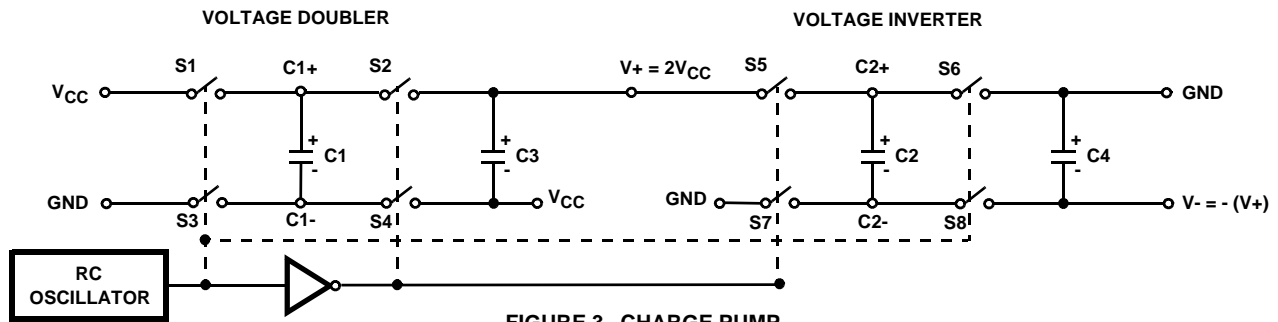 VOLTAGE DOUBLER
VOLTAGE INVERTER
S1 C1+ S2 V+ = 2VCC S5 C2+ S6
VCC GND
+ C1 - + C3 - + C2 - + C4 -
GND VCC GND V- = - (V+)
S3 C1- S4 S7 C2- S8
RC
OSCILLATOR